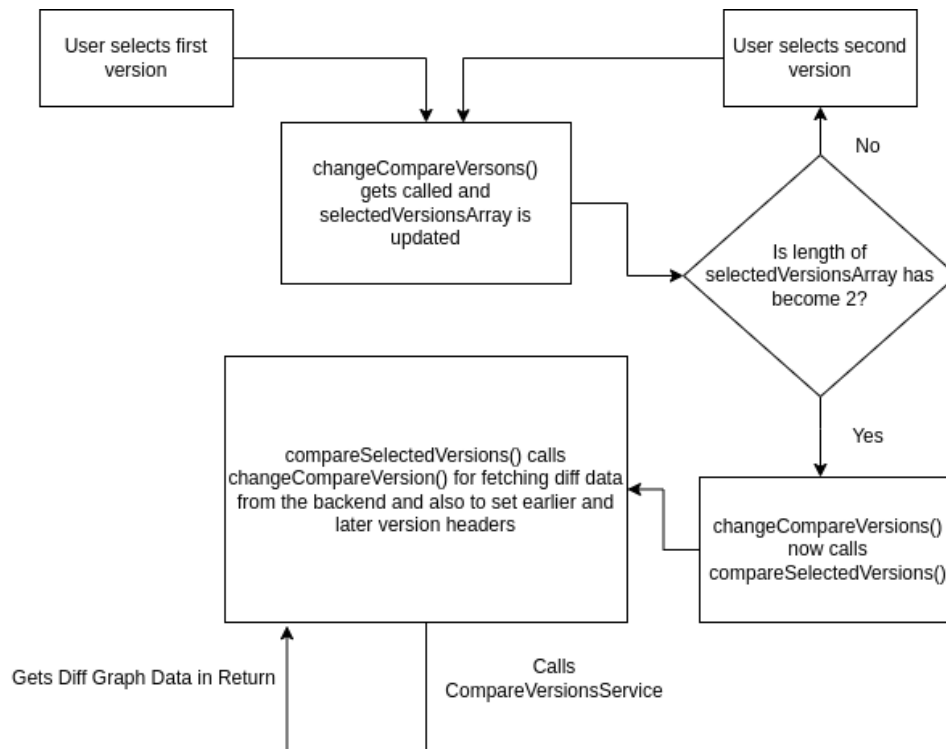 User selects first
version
User selects second
version
changeCompareVersons()
gets called and
selectedVersionsArray is
updated
No
Is length of
selectedVersionsArray has
become 2?
Yes
compareSelectedVersions() calls
changeCompareVersion() for fetching diff data
from the backend and also to set earlier and
later version headers
changeCompareVersions()
now calls
compareSelectedVersions()
Gets Diff Graph Data in Return
Calls
CompareVersionsService